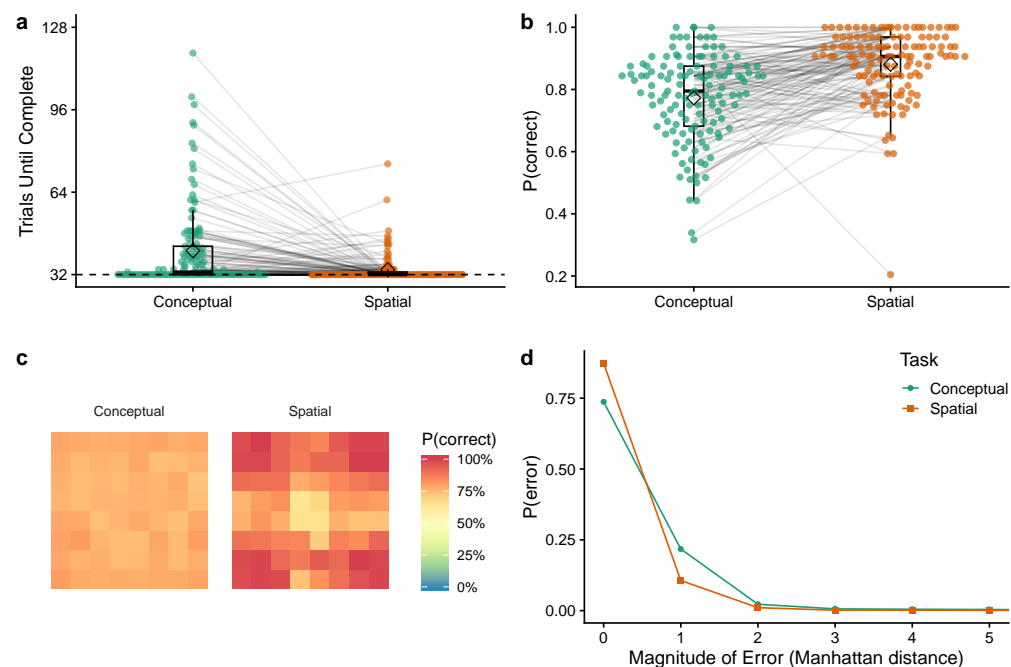 a
Trials Until Complete
128
96
64
32
Conceptual
Spatial
b
P(correct)
1.0
0.8
0.6
0.4
0.2
Conceptual
Spatial
c
Conceptual
Spatial
P(correct)
100%
75%
50%
25%
0%
d
Task
Conceptual
Spatial
P(error)
0.75
0.50
0.25
0.00
0
1
2
3
4
5
Magnitude of Error (Manhattan distance)